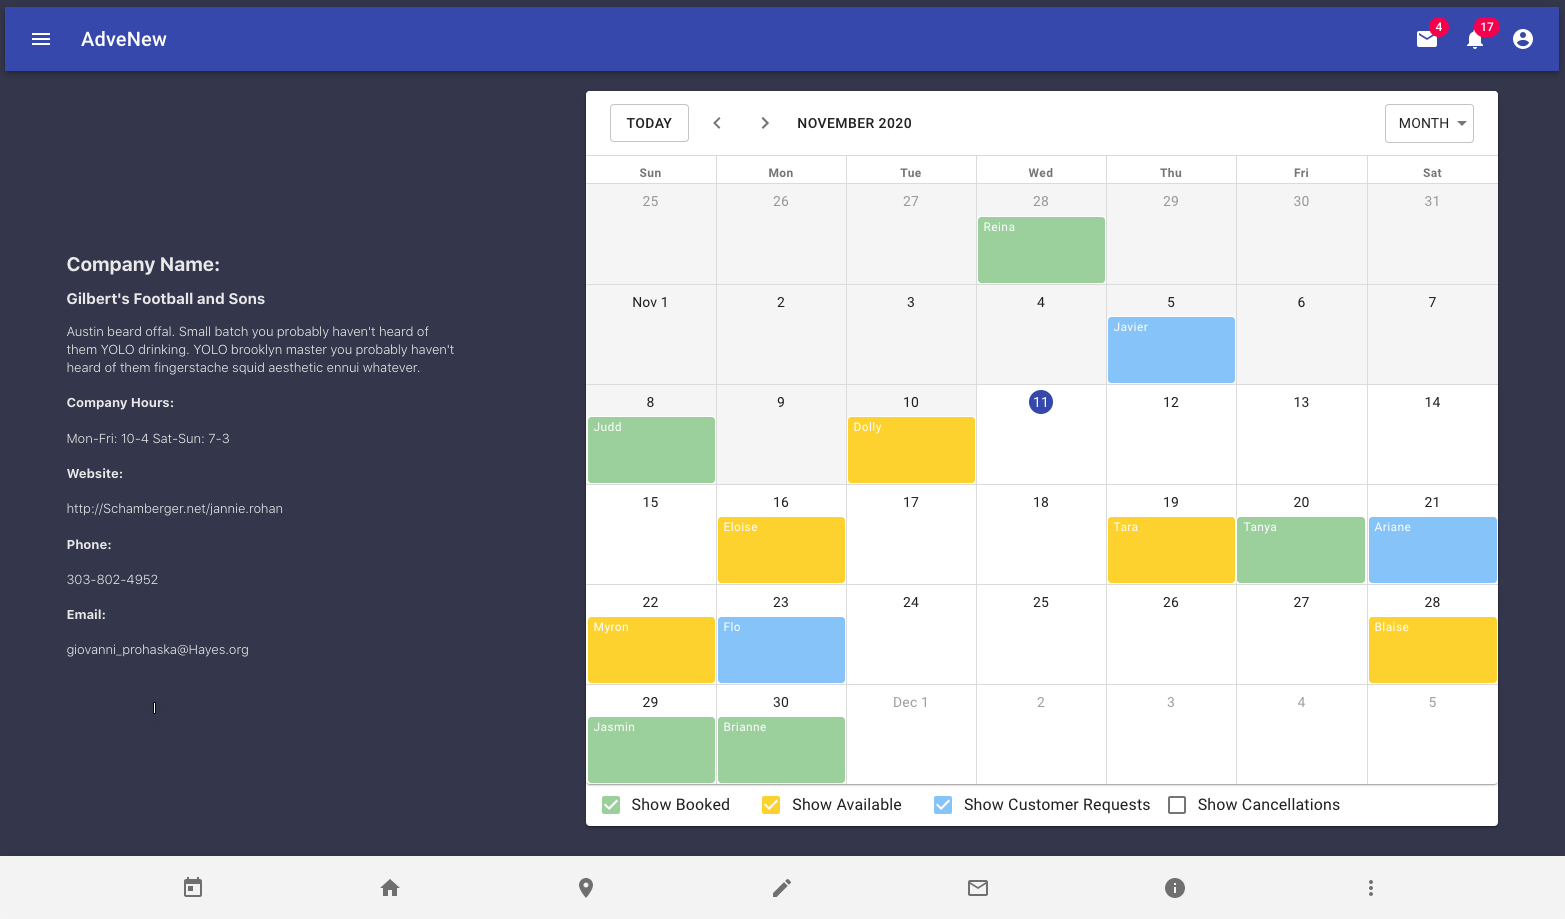 AdveNew
4
17
TODAY
NOVEMBER 2020
MONTH
Sun Mon Tue Wed Thu Fri Sat
25 26 27 28 29 30 31
Reina
Nov 1 2 3 4 5 6 7
Javier
8 9 10 11 12 13 14
Judd Dolly
15 16 17 18 19 20 21
Eloise Tara Tanya Ariane
22 23 24 25 26 27 28
Myron Flo Blaise
29 30 Dec 1 2 3 4 5
Jasmin Brianne
Show Booked Show Available Show Customer Requests Show Cancellations
Company Name:
Gilbert's Football and Sons
Austin beard offal. Small batch you probably haven't heard of
them YOLO drinking. YOLO brooklyn master you probably haven't
heard of them fingerstache squid aesthetic ennui whatever.
Company Hours:
Mon-Fri: 10-4 Sat-Sun: 7-3
Website:
http://Schamberger.net/jannie.rohan
Phone:
303-802-4952
Email:
giovanni_prohaska@Hayes.org